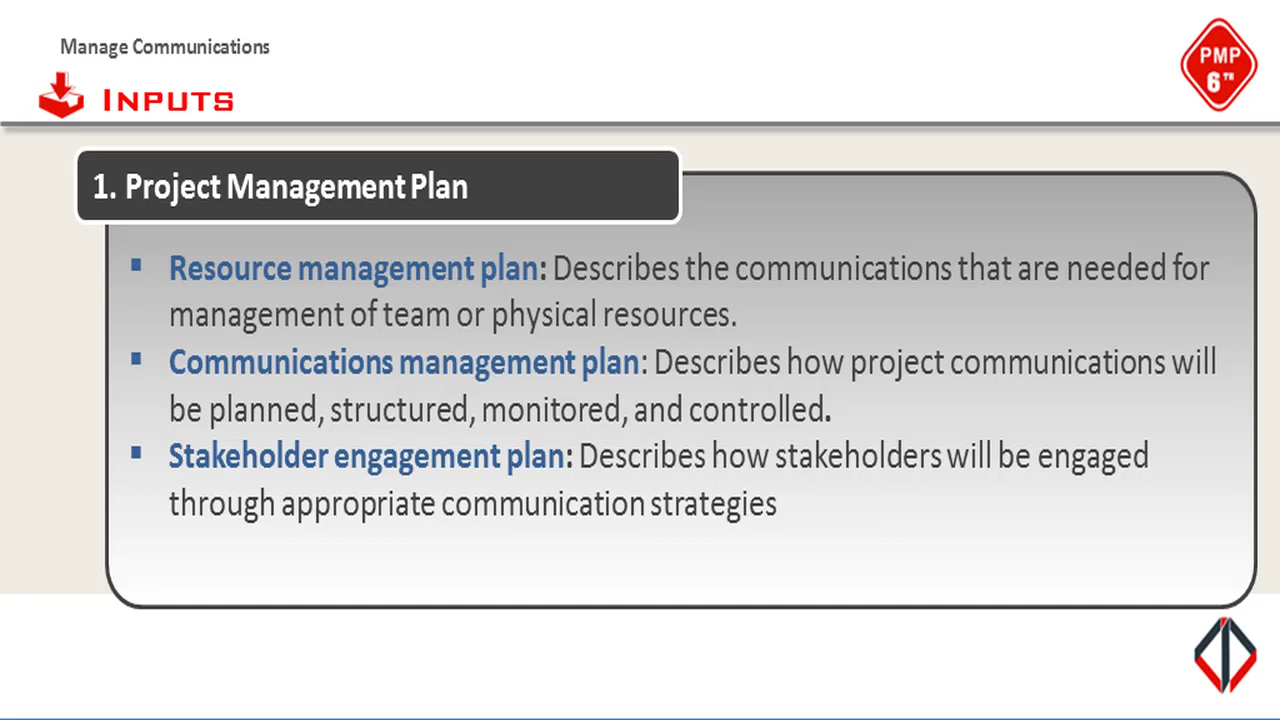 Manage Communications
PMP
6TH
INPUTS
1. Project Management Plan
▪ Resource management plan: Describes the communications that are needed for
management of team or physical resources.
▪ Communications management plan: Describes how project communications will
be planned, structured, monitored, and controlled.
▪ Stakeholder engagement plan: Describes how stakeholders will be engaged
through appropriate communication strategies